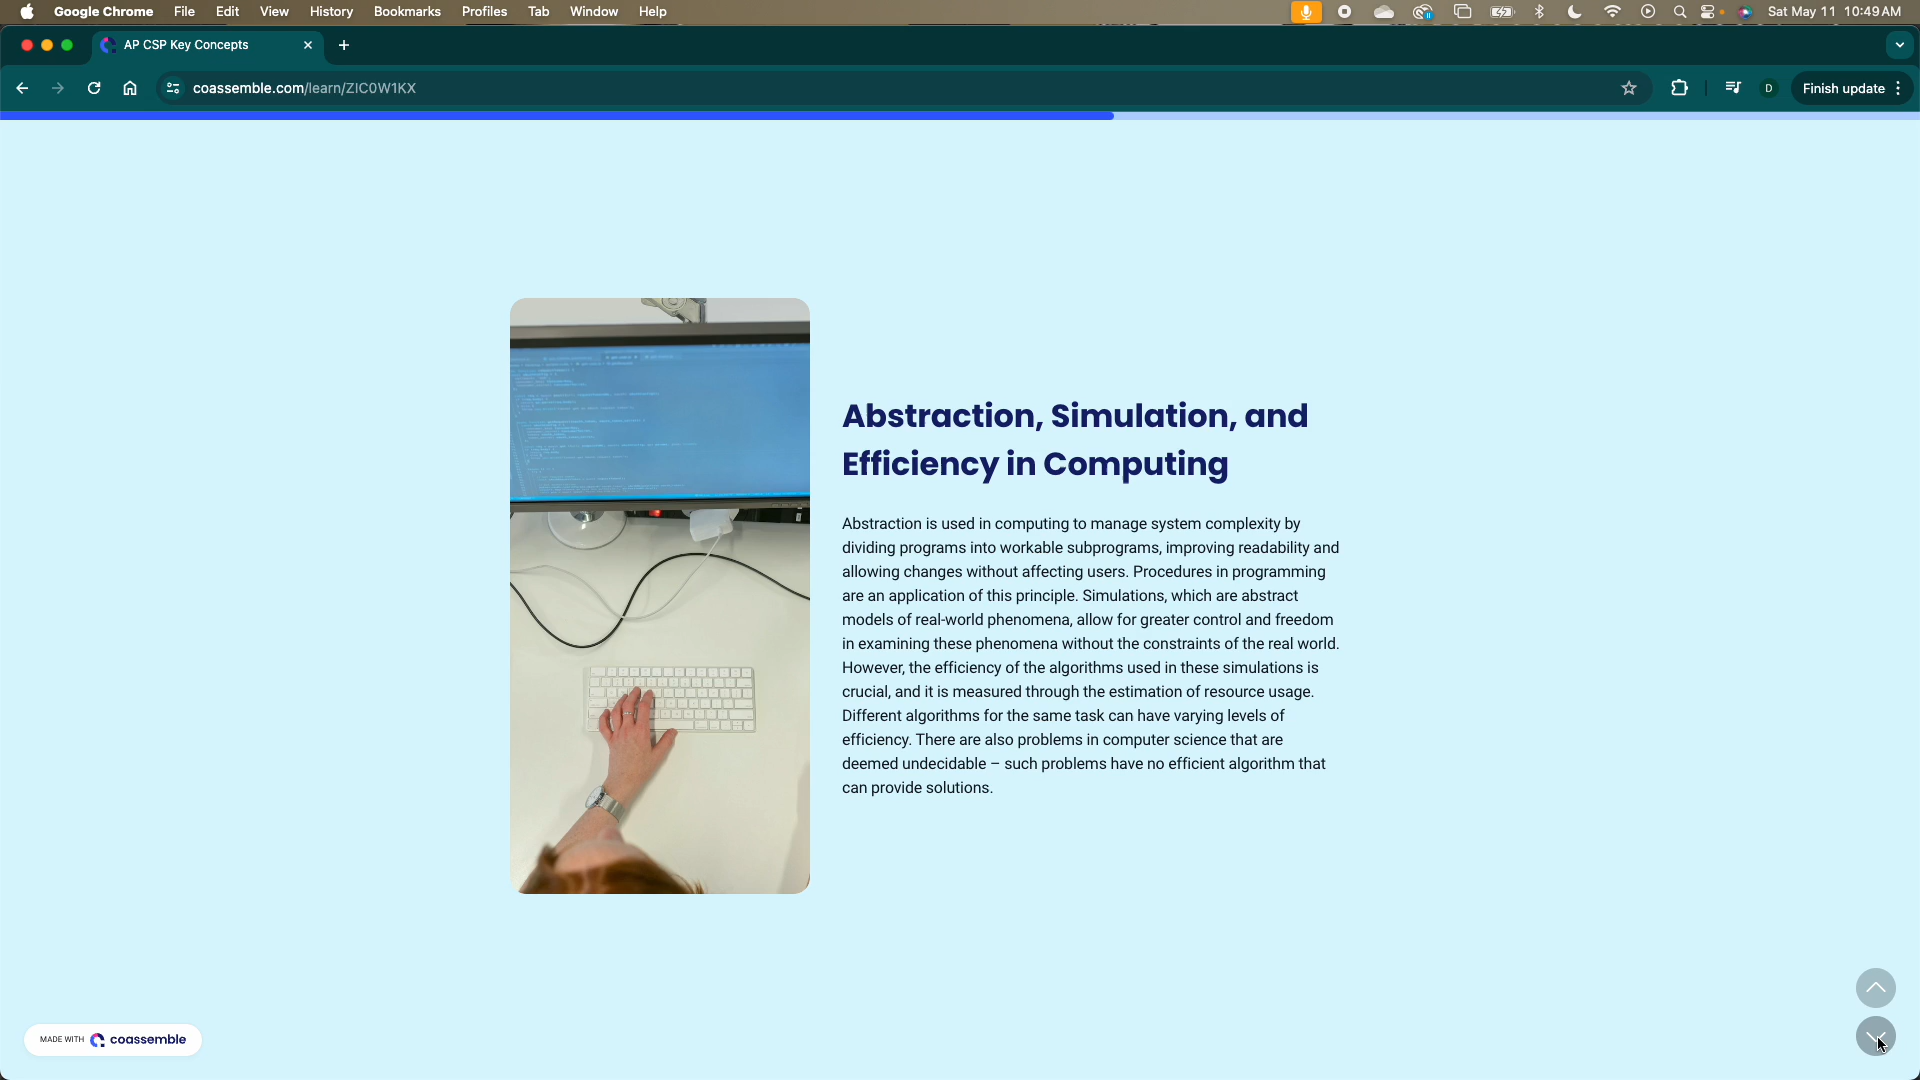 Google Chrome File Edit View History Bookmarks Profiles Tab Window Help Sat May 11 10:49 AM
AP CSP Key Concepts
coassemble.com/learn/ZIC0W1KX D Finish update
Abstraction, Simulation, and
Efficiency in Computing
Abstraction is used in computing to manage system complexity by
dividing programs into workable subprograms, improving readability and
allowing changes without affecting users. Procedures in programming
are an application of this principle. Simulations, which are abstract
models of real-world phenomena, allow for greater control and freedom
in examining these phenomena without the constraints of the real world.
However, the efficiency of the algorithms used in these simulations is
crucial, and it is measured through the estimation of resource usage.
Different algorithms for the same task can have varying levels of
efficiency. There are also problems in computer science that are
deemed undecidable – such problems have no efficient algorithm that
can provide solutions.
MADE WITH coassemble